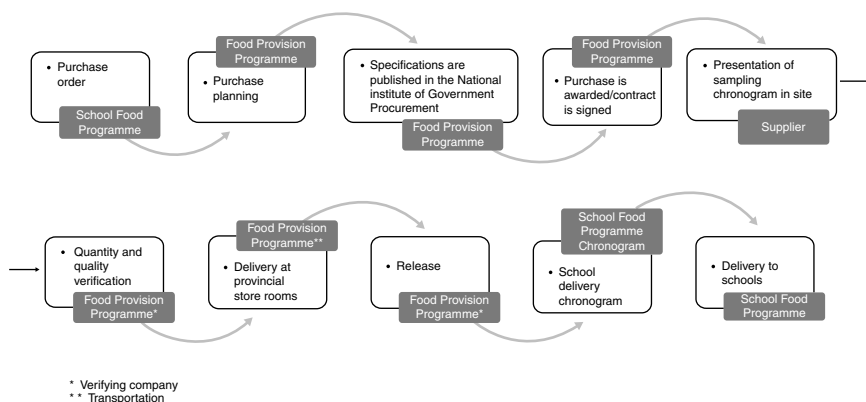 Food Provision
Programme
Food Provision
Programme
• Purchase
order
• Purchase
planning
• Specifications are
published in the National
institute of Government
Procurement
• Purchase is
awarded/contract
is signed
• Presentation of
sampling
chronogram in site
School Food
Programme
Food Provision
Programme
Supplier
Food Provision
Programme**
School Food
Programme
Chronogram
• Quantity and
quality
verification
• Delivery at
provincial
store rooms
• Release
• School
delivery
chronogram
• Delivery to
schools
Food Provision
Programme*
Food Provision
Programme*
School Food
Programme
* Verifying company
* * Transportation